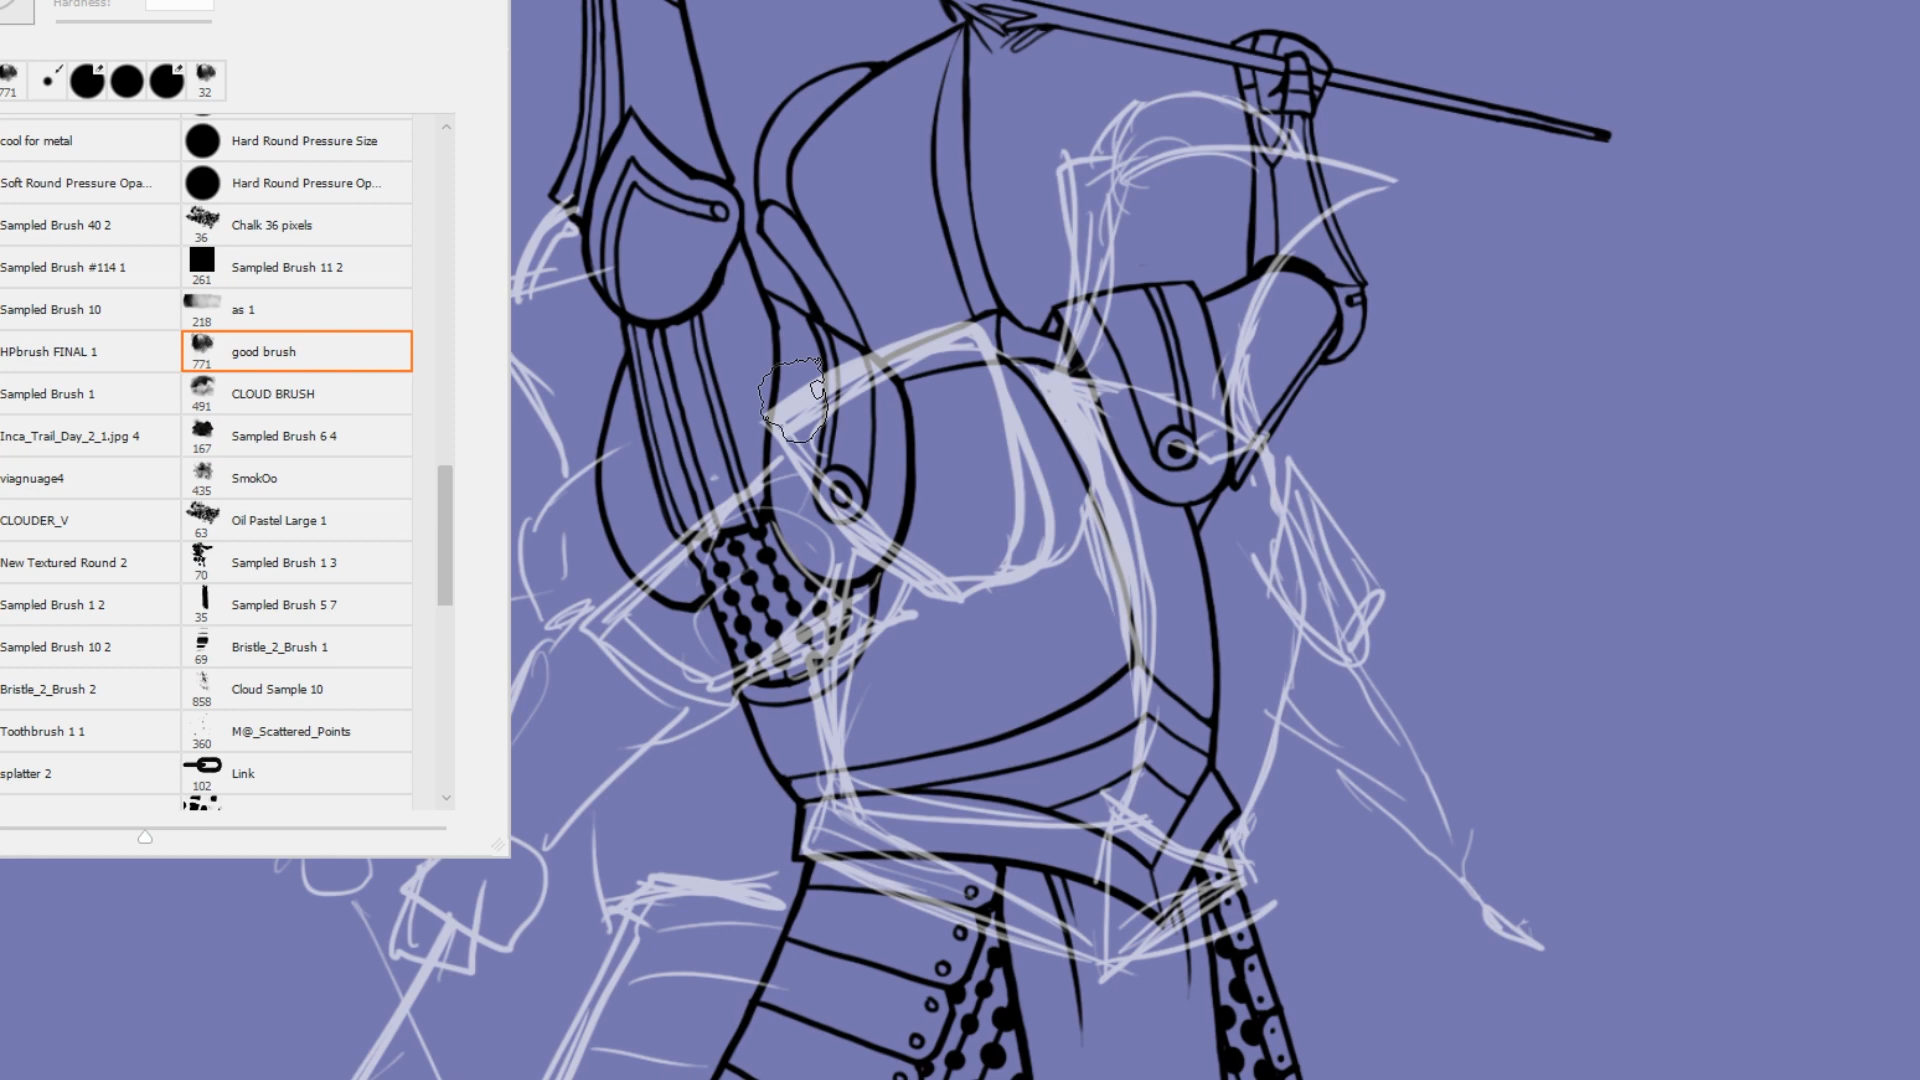 Hardness:
771
32
cool for metal
Hard Round Pressure Size
Soft Round Pressure Opa...
Hard Round Pressure Op...
Sampled Brush 40 2
36
Chalk 36 pixels
Sampled Brush #114 1
261
Sampled Brush 11 2
Sampled Brush 10
218
as 1
HPbrush FINAL 1
771
good brush
Sampled Brush 1
491
CLOUD BRUSH
Inca_Trail_Day_2_1.jpg 4
167
Sampled Brush 6 4
viagnuage4
435
SmokOo
CLOUDER_V
63
Oil Pastel Large 1
New Textured Round 2
70
Sampled Brush 1 3
Sampled Brush 1 2
35
Sampled Brush 5 7
Sampled Brush 10 2
69
Bristle_2_Brush 1
Bristle_2_Brush 2
858
Cloud Sample 10
Toothbrush 1 1
360
M@_Scattered_Points
splatter 2
102
Link